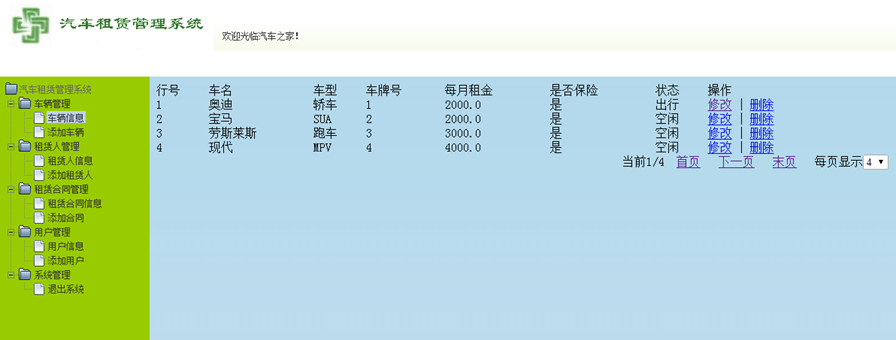 汽车租赁管理系统
欢迎光临汽车之家!
汽车租赁管理系统
车辆管理
车辆信息
添加车辆
租赁人管理
租赁人信息
添加租赁人
租赁合同管理
租赁合同信息
添加合同
用户管理
用户信息
添加用户
系统管理
退出系统
行号 车名 车型 车牌号 每月租金 是否保险 状态 操作
1 奥迪 轿车 1 2000.0 是 出行 修改 | 删除
2 宝马 SUA 2 2000.0 是 空闲 修改 | 删除
3 劳斯莱斯 跑车 3 3000.0 是 空闲 修改 | 删除
4 现代 MPV 4 4000.0 是 空闲 修改 | 删除
当前1/4 首页 下一页 末页 每页显示 4